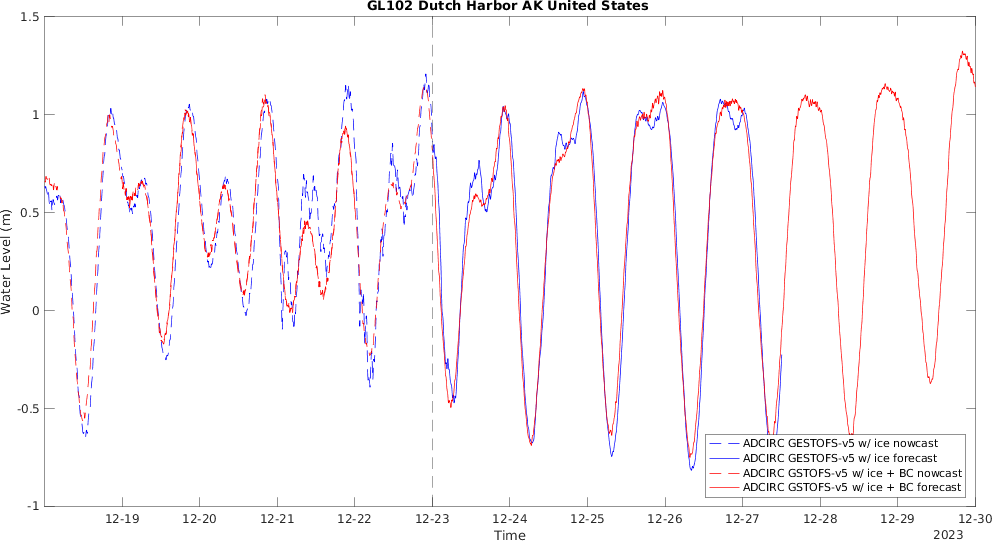 GL102 Dutch Harbor AK United States
1.5
1
0.5
0
-0.5
-1
Water Level (m)
ADCIRC GESTOFS-v5 w/ ice nowcast
ADCIRC GESTOFS-v5 w/ ice forecast
ADCIRC GSTOFS-v5 w/ ice + BC nowcast
ADCIRC GSTOFS-v5 w/ ice + BC forecast
12-19 12-20 12-21 12-22 12-23 12-24 12-25 12-26 12-27 12-28 12-29 12-30
Time
2023